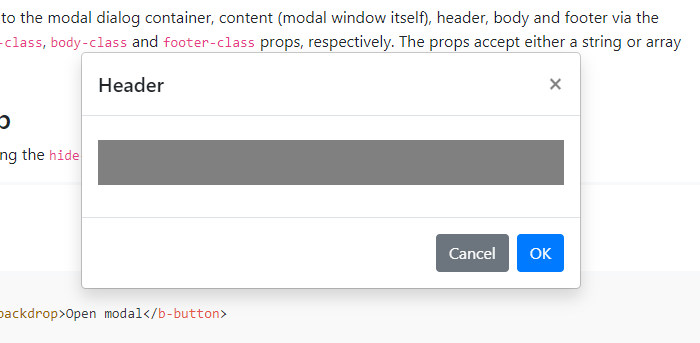 to the modal dialog container, content (modal window itself), header, body and footer via the
-class, body-class and footer-class props, respectively. The props accept either a string or array
Header
×
ng the hide
Cancel OK
backdrop>Open modal</b-button>